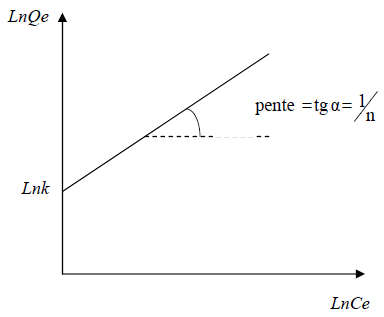 LnQe
pente = tg α = 1/n
Lnk
LnCe